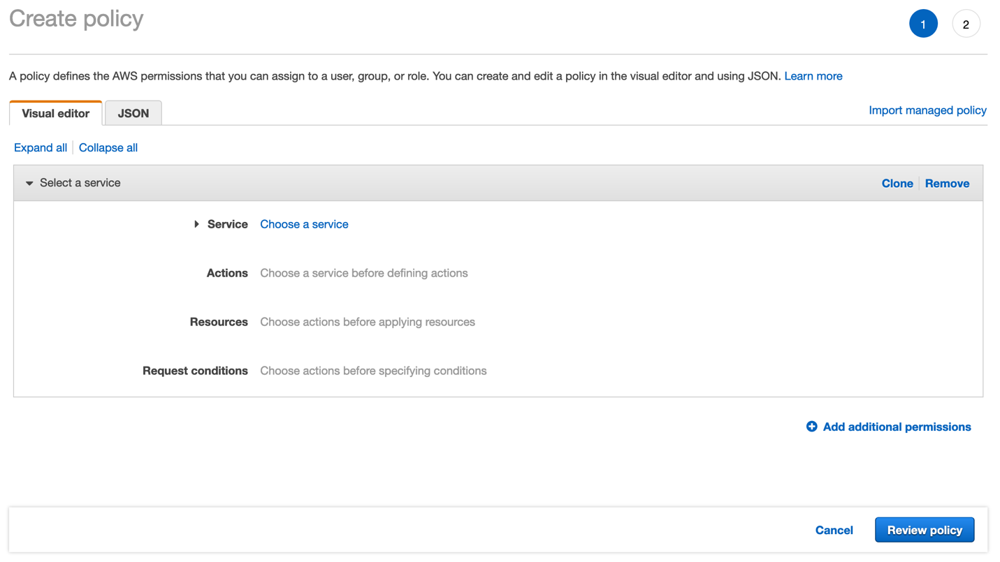 Create policy
1
2
A policy defines the AWS permissions that you can assign to a user, group, or role. You can create and edit a policy in the visual editor and using JSON. Learn more
Visual editor
JSON
Import managed policy
Expand all
Collapse all
Select a service
Clone
Remove
Service
Choose a service
Actions
Choose a service before defining actions
Resources
Choose actions before applying resources
Request conditions
Choose actions before specifying conditions
Add additional permissions
Cancel
Review policy